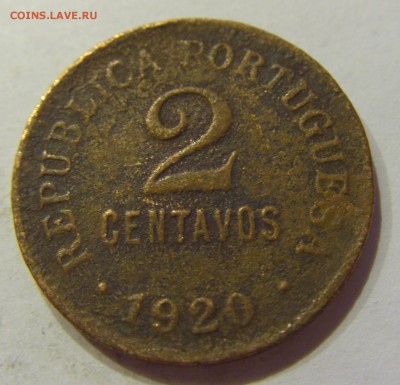 COINS.LAVE.RU
REPUBLICA PORTUGUESA
2
CENTAVOS
· 1920 ·